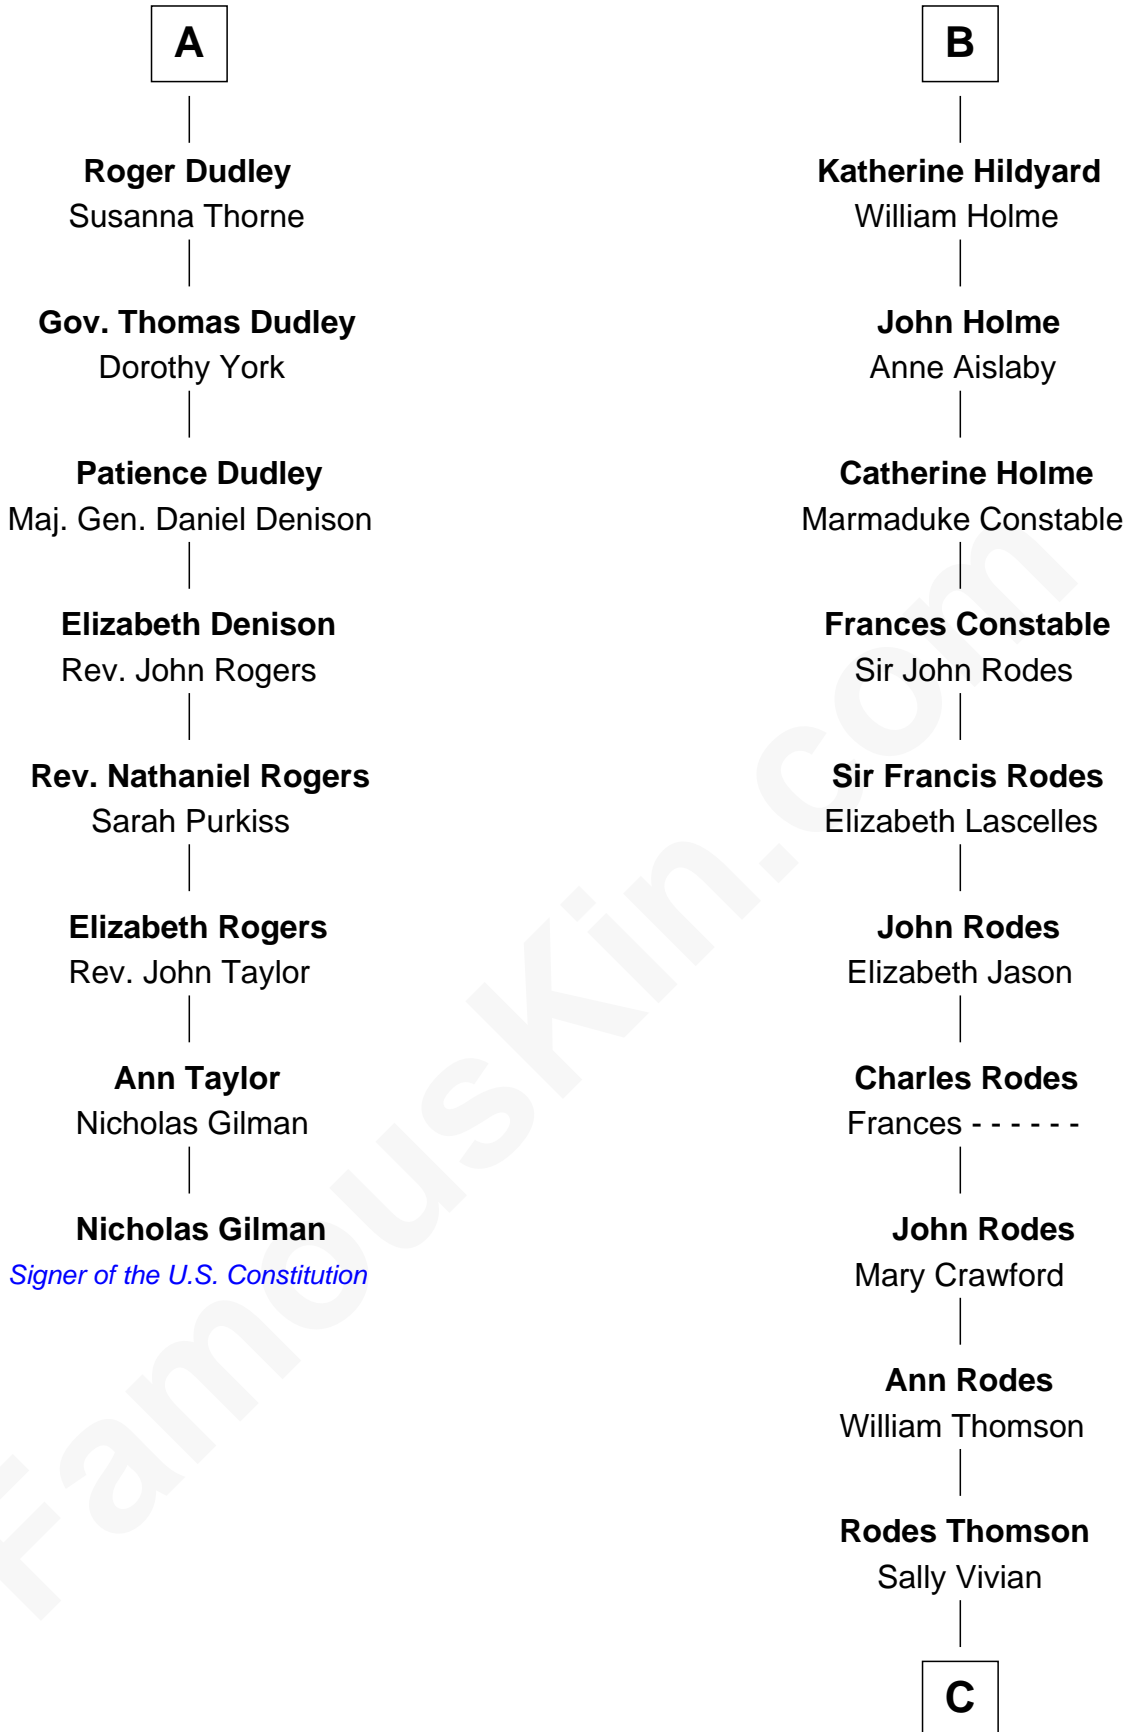 A
Roger Dudley
Susanna Thorne
Gov. Thomas Dudley
Dorothy York
Patience Dudley
Maj. Gen. Daniel Denison
Elizabeth Denison
Rev. John Rogers
Rev. Nathaniel Rogers
Sarah Purkiss
Elizabeth Rogers
Rev. John Taylor
Ann Taylor
Nicholas Gilman
Nicholas Gilman
Signer of the U.S. Constitution
B
Katherine Hildyard
William Holme
John Holme
Anne Aislaby
Catherine Holme
Marmaduke Constable
Frances Constable
Sir John Rodes
Sir Francis Rodes
Elizabeth Lascelles
John Rodes
Elizabeth Jason
Charles Rodes
Frances - - - - - -
John Rodes
Mary Crawford
Ann Rodes
William Thomson
Rodes Thomson
Sally Vivian
C
FamousKin.com